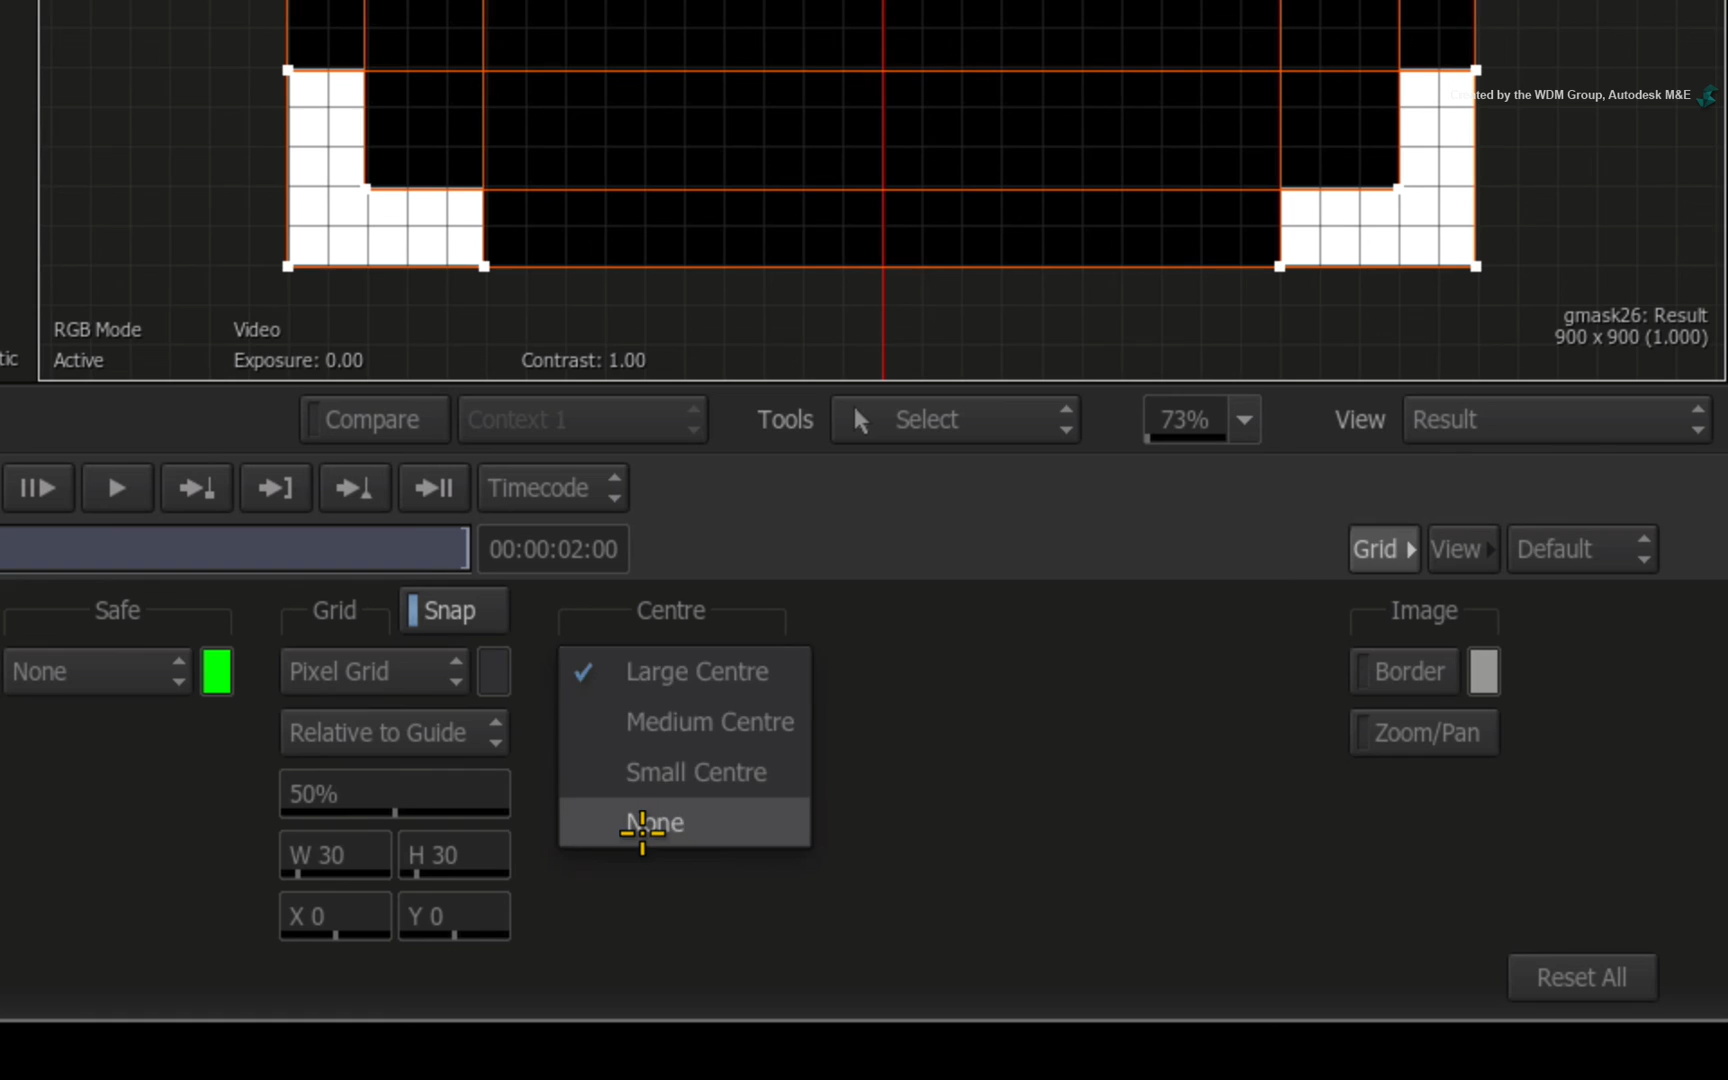 Created by the WDM Group, Autodesk M&E
RGB Mode Video
gmask26: Result
900 x 900 (1.000)
tic Active Exposure: 0.00 Contrast: 1.00
Compare Context 1 Tools Select 73% View Result
Timecode
00:00:02:00 Grid View Default
Safe Grid Snap Centre Image
None Pixel Grid Large Centre Border
Medium Centre
Relative to Guide Zoom/Pan
Small Centre
50%
None
W 30 H 30
X 0 Y 0
Reset All